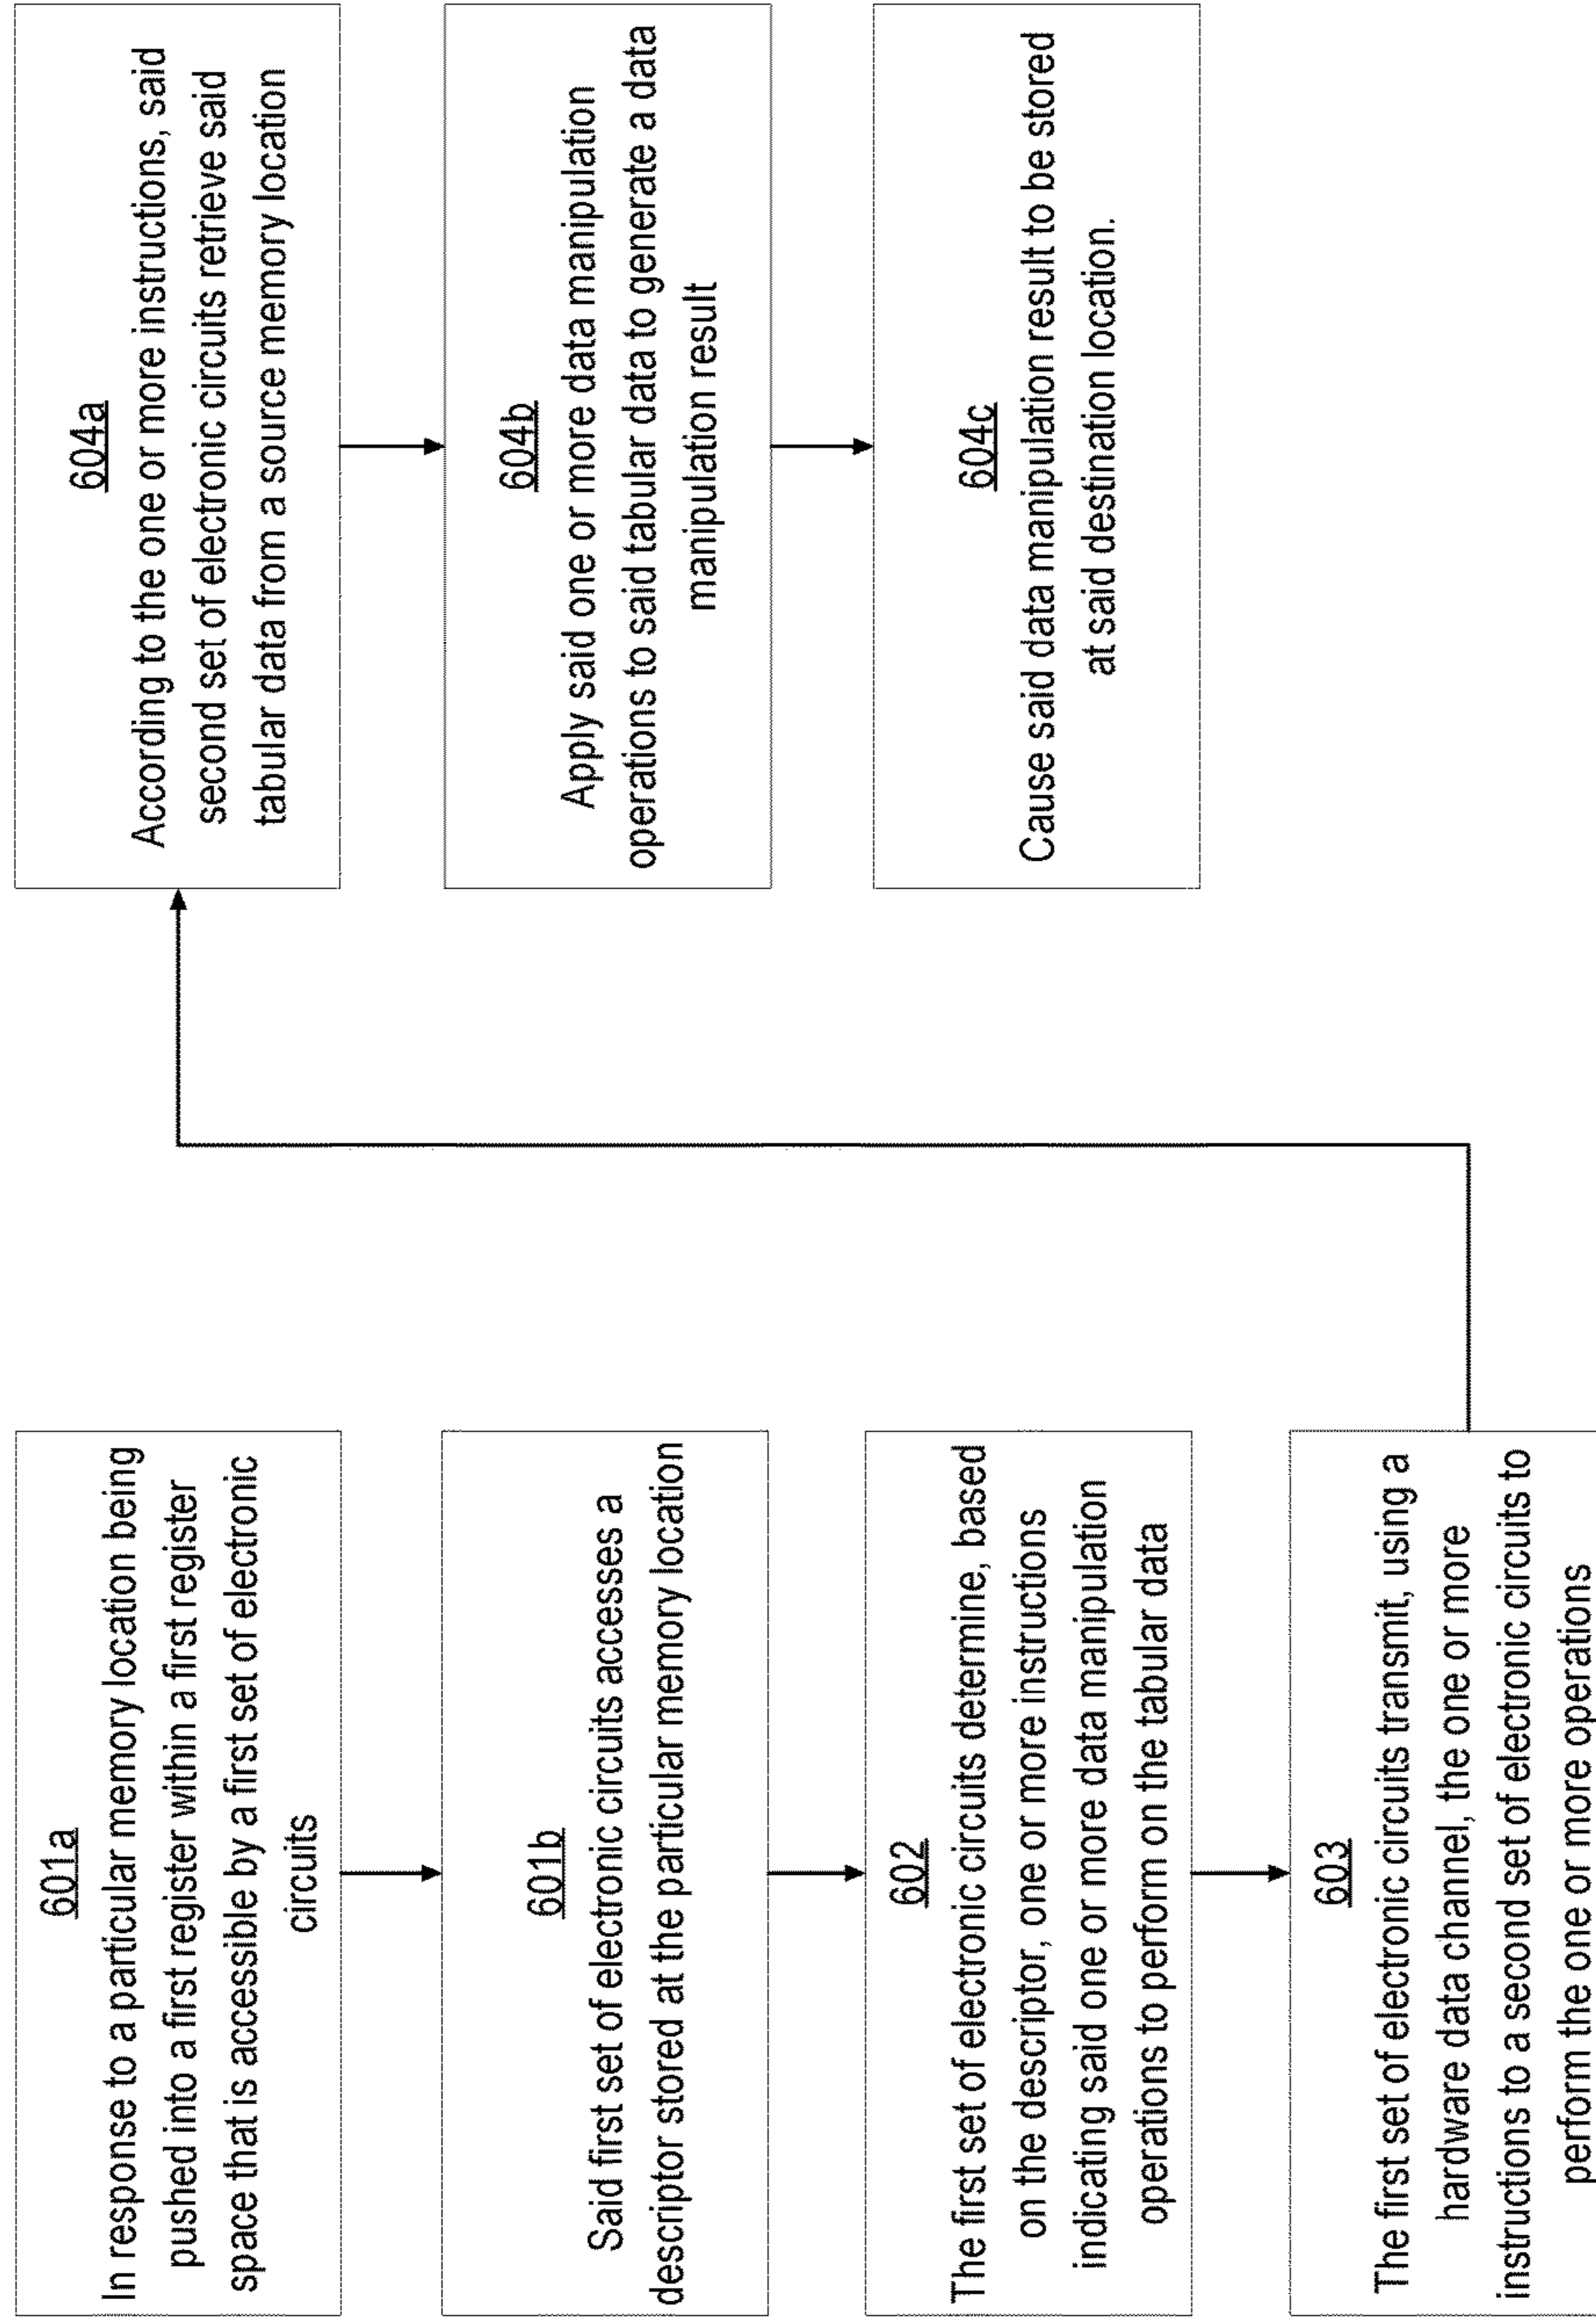 601a
In response to a particular memory location being
pushed into a first register within a first register
space that is accessible by a first set of electronic
circuits
601b
Said first set of electronic circuits accesses a
descriptor stored at the particular memory location
602
The first set of electronic circuits determine, based
on the descriptor, one or more instructions
indicating said one or more data manipulation
operations to perform on the tabular data
603
The first set of electronic circuits transmit, using a
hardware data channel, the one or more
instructions to a second set of electronic circuits to
perform the one or more operations
604a
According to the one or more instructions, said
second set of electronic circuits retrieve said
tabular data from a source memory location
604b
Apply said one or more data manipulation
operations to said tabular data to generate a data
manipulation result
604c
Cause said data manipulation result to be stored
at said destination location.